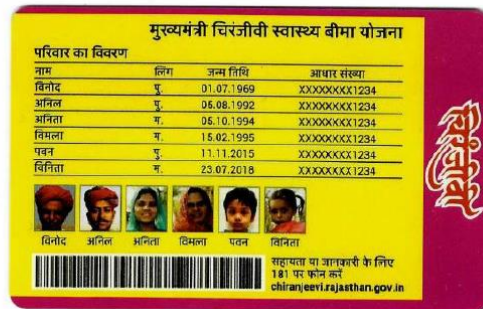 मुख्यमंत्री चिरंजीवी स्वास्थ्य बीमा योजना
परिवार का विवरण
नाम लिंग जन्म तिथि आधार संख्या
विनोद पु. 01.07.1969 XXXXXXXX1234
अनिल पु. 06.08.1992 XXXXXXXX1234
अनिता म. 06.10.1994 XXXXXXXX1234
विमला म. 15.02.1995 XXXXXXXX1234
पवन पु. 11.11.2015 XXXXXXXX1234
विनिता म. 23.07.2018 XXXXXXXX1234
विनोद अनिल अनिता विमला पवन विनिता
सहायता या जानकारी के लिए
181 पर फोन करें
chiranjeevi.rajasthan.gov.in
चिरंजीवी